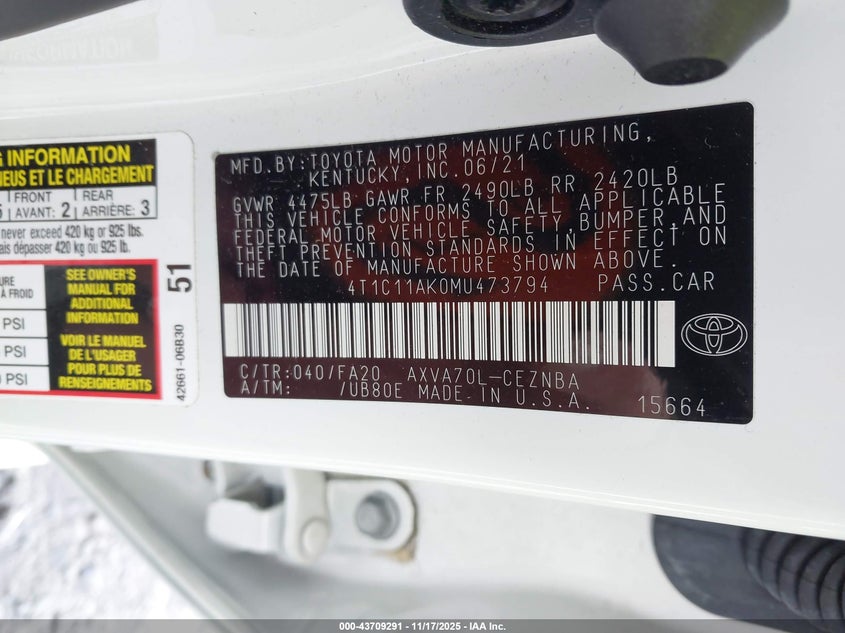 G INFORMATION
NEUS ET LE CHARGEMENT
FRONT REAR
AVANT: 2 ARRIÈRE: 3
never exceed 420 kg or 925 lbs.
ais dépasser 420 kg ou 925 lb.
SEE OWNER'S
MANUAL FOR
ADDITIONAL
INFORMATION
VOIR LE MANUEL
DE L'USAGER
POUR PLUS DE
RENSEIGNEMENTS
À FROID
PSI
PSI
PSI
51
42661-06B30
MFD.BY:TOYOTA MOTOR MANUFACTURING,
KENTUCKY, INC.06/21
GVWR 4475LB GAWR FR 2490LB RR 2420LB
THIS VEHICLE CONFORMS TO ALL APPLICABLE
FEDERAL MOTOR VEHICLE SAFETY,BUMPER,AND
THEFT PREVENTION STANDARDS IN EFFECT ON
THE DATE OF MANUFACTURE SHOWN ABOVE.
4T1C11AK0MU473794 PASS.CAR
C/TR:040/FA20 AXVA70L-CEZNBA
A/TM: /UB80E MADE IN U.S.A. 15664
000-43709291 - 11/17/2025 - IAA Inc.